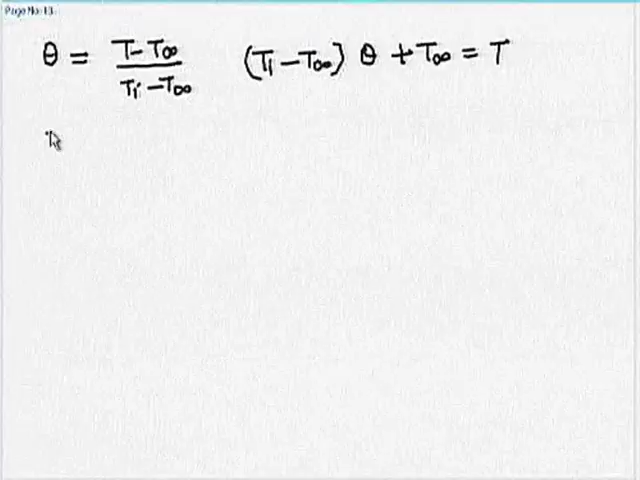 Page No: 13
θ = (T - T∞) / (Ti - T∞)    (Ti - T∞) θ + T∞ = T